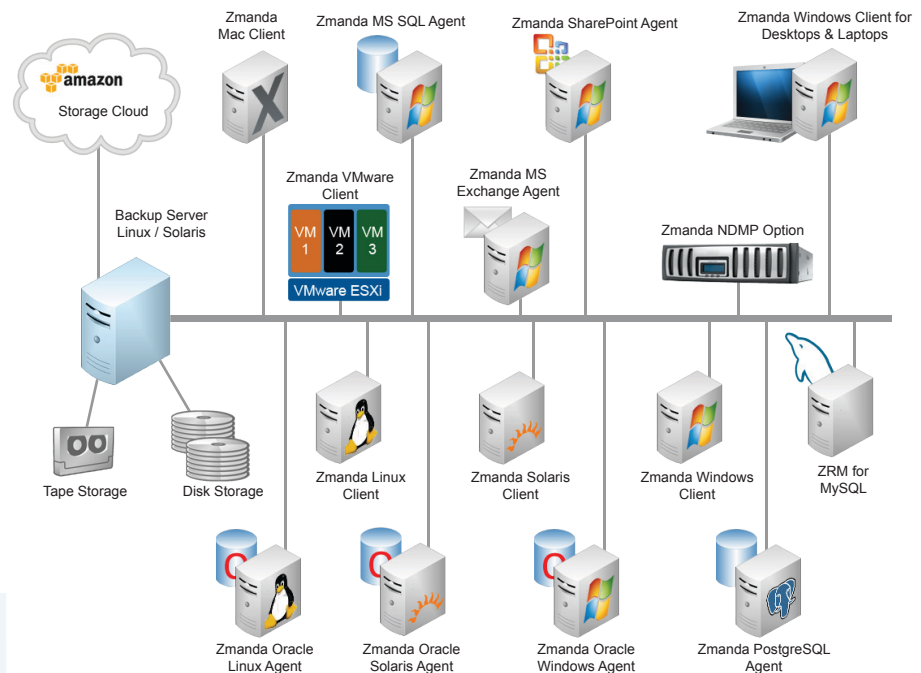 Zmanda
Mac Client
Zmanda MS SQL Agent
Zmanda SharePoint Agent
Zmanda Windows Client for
Desktops & Laptops
amazon
Storage Cloud
X
Backup Server
Linux / Solaris
Zmanda VMware
Client
VM
1
VM
2
VM
3
VMware ESXi
Zmanda MS
Exchange Agent
Zmanda NDMP Option
Tape Storage
Disk Storage
Zmanda Linux
Client
Zmanda Solaris
Client
Zmanda Windows
Client
ZRM for
MySQL
O
Zmanda Oracle
Linux Agent
O
Zmanda Oracle
Solaris Agent
O
Zmanda Oracle
Windows Agent
Zmanda PostgreSQL
Agent